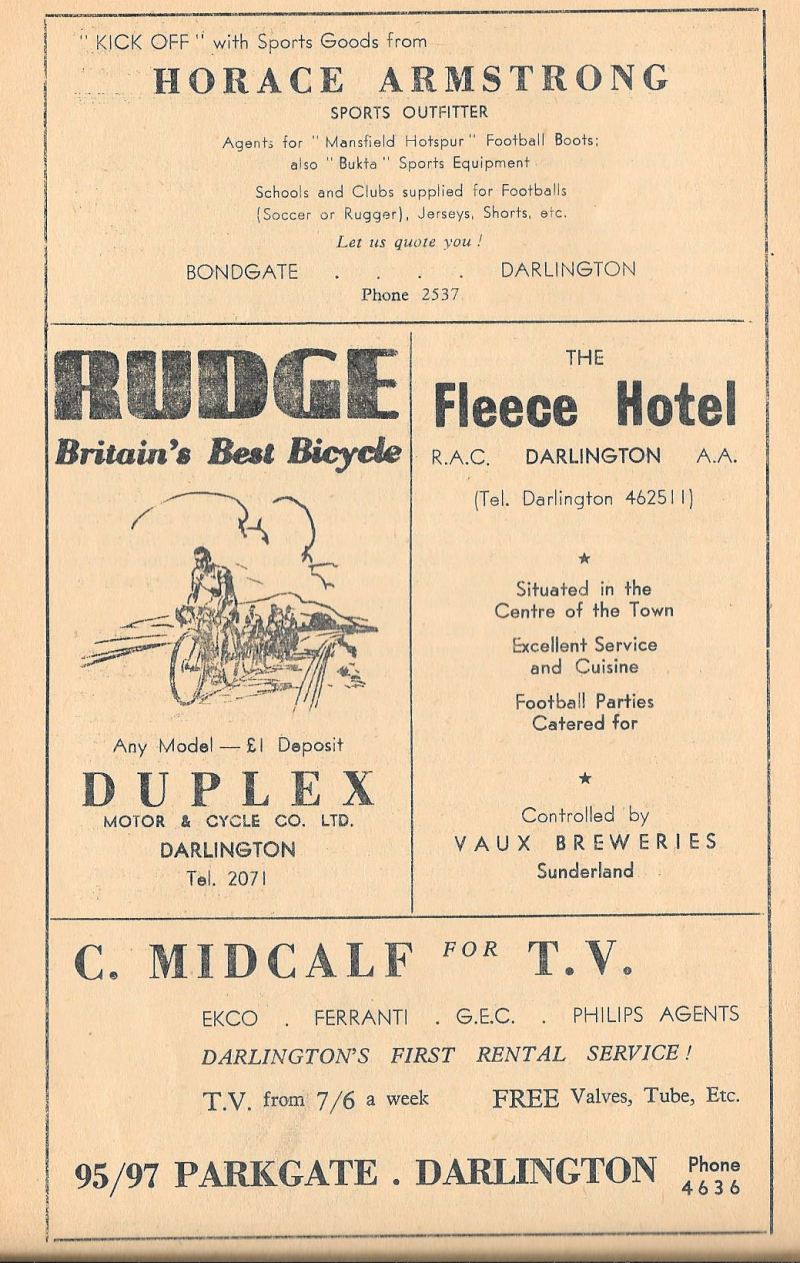 " KICK OFF " with Sports Goods from
HORACE ARMSTRONG
SPORTS OUTFITTER
Agents for " Mansfield Hotspur " Football Boots;
also " Bukta " Sports Equipment
Schools and Clubs supplied for Footballs
(Soccer or Rugger), Jerseys, Shorts, etc.
Let us quote you !
BONDGATE . . . . DARLINGTON
Phone 2537
RUDGE
Britain's Best Bicycle
Any Model — £1 Deposit
DUPLEX
MOTOR & CYCLE CO. LTD.
DARLINGTON
Tel. 2071
THE
Fleece Hotel
R.A.C. DARLINGTON A.A.
(Tel. Darlington 462511)
★
Situated in the
Centre of the Town
Excellent Service
and Cuisine
Football Parties
Catered for
★
Controlled by
VAUX BREWERIES
Sunderland
C. MIDCALF FOR T.V.
EKCO . FERRANTI . G.E.C. . PHILIPS AGENTS
DARLINGTON'S FIRST RENTAL SERVICE !
T.V. from 7/6 a week FREE Valves, Tube, Etc.
95/97 PARKGATE . DARLINGTON Phone
4636